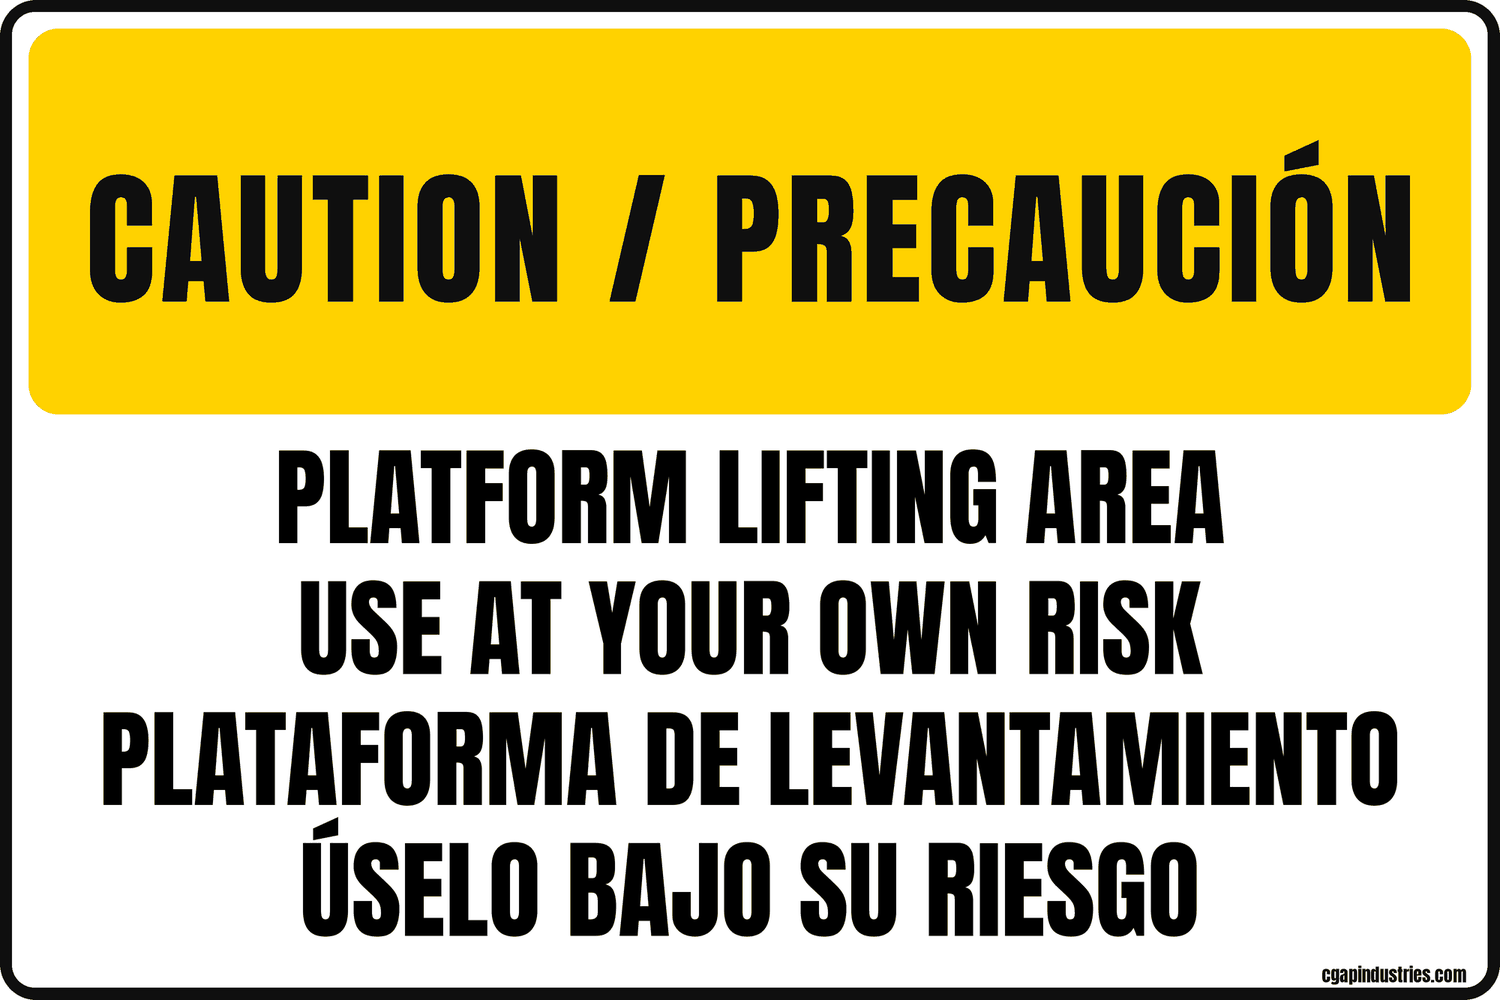 CAUTION / PRECAUCIÓN
PLATFORM LIFTING AREA
USE AT YOUR OWN RISK
PLATAFORMA DE LEVANTAMIENTO
ÚSELO BAJO SU RIESGO
cgapindustries.com